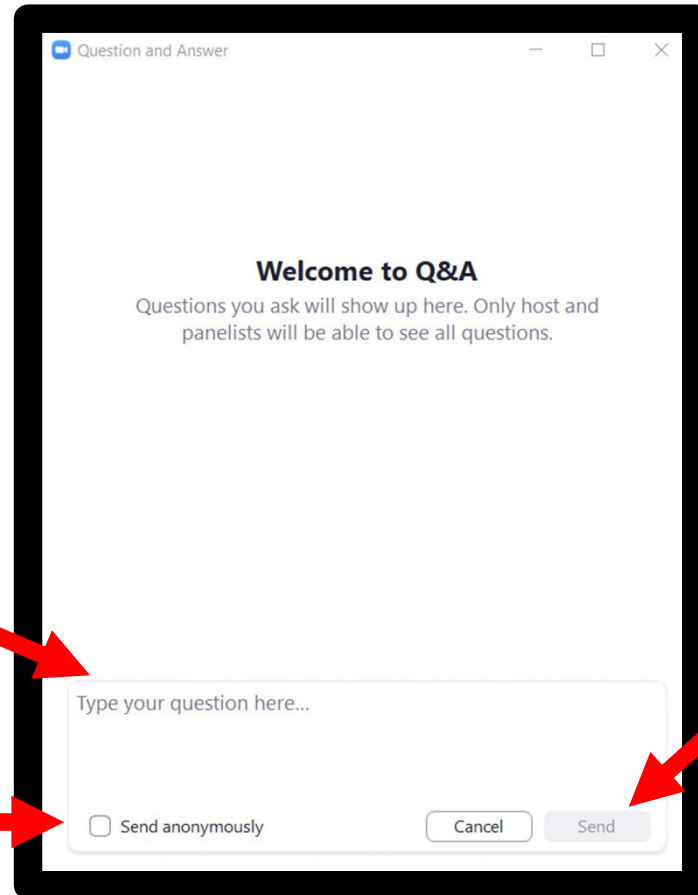 Question and Answer
Welcome to Q&A
Questions you ask will show up here. Only host and
panelists will be able to see all questions.
Type your question here...
Send anonymously
Cancel
Send